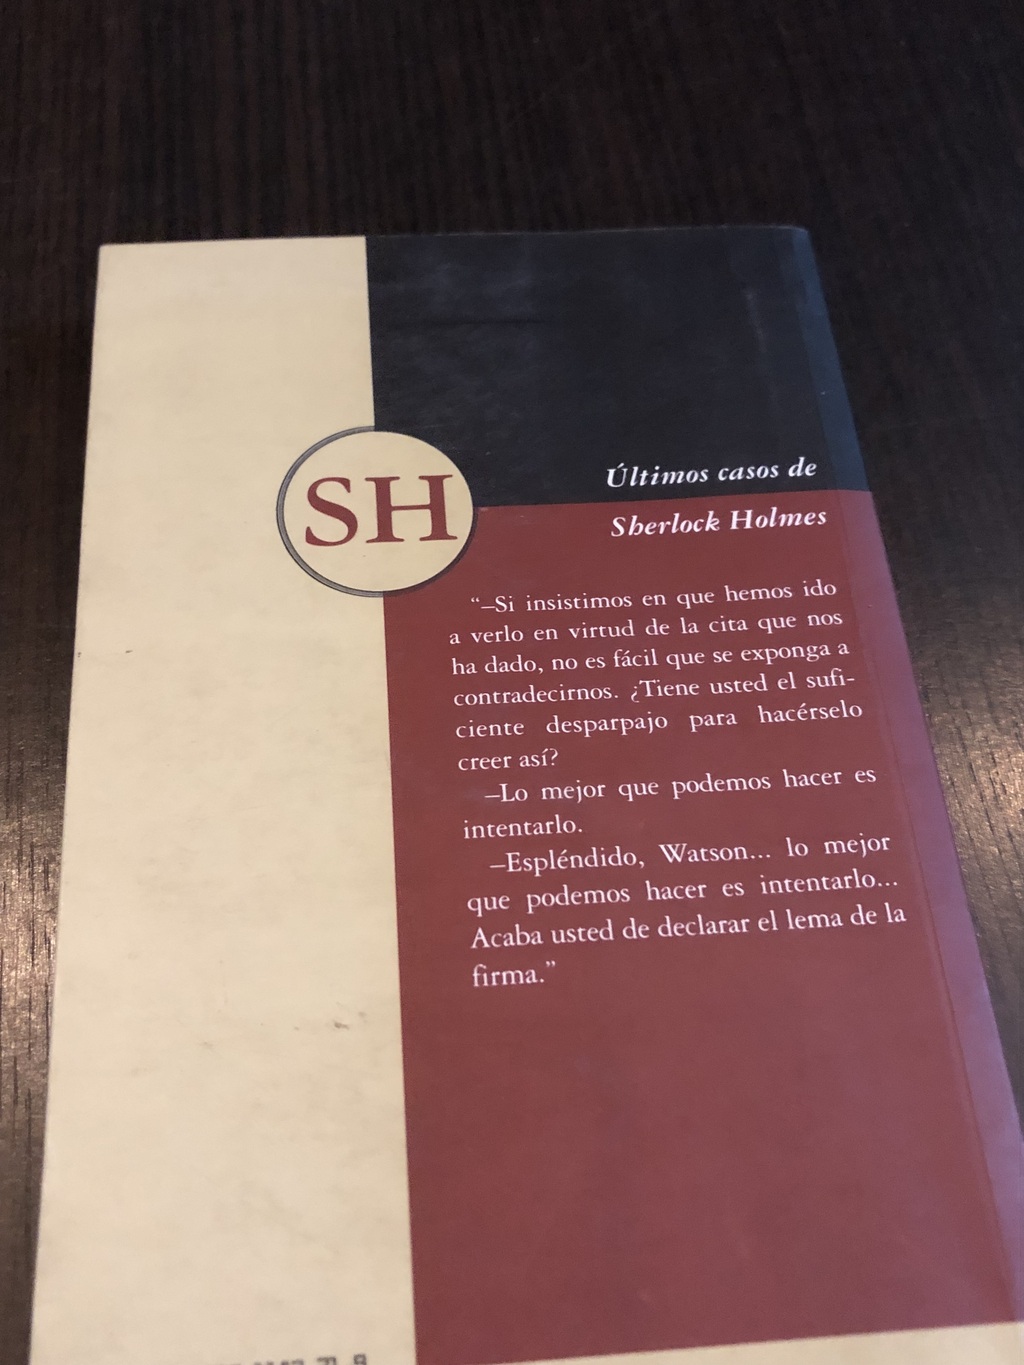 SH
Últimos casos de
Sherlock Holmes
“–Si insistimos en que hemos ido
a verlo en virtud de la cita que nos
ha dado, no es fácil que se exponga a
contradecirnos. ¿Tiene usted el sufi-
ciente desparpajo para hacérselo
creer así?
–Lo mejor que podemos hacer es
intentarlo.
–Espléndido, Watson... lo mejor
que podemos hacer es intentarlo...
Acaba usted de declarar el lema de la
firma.”